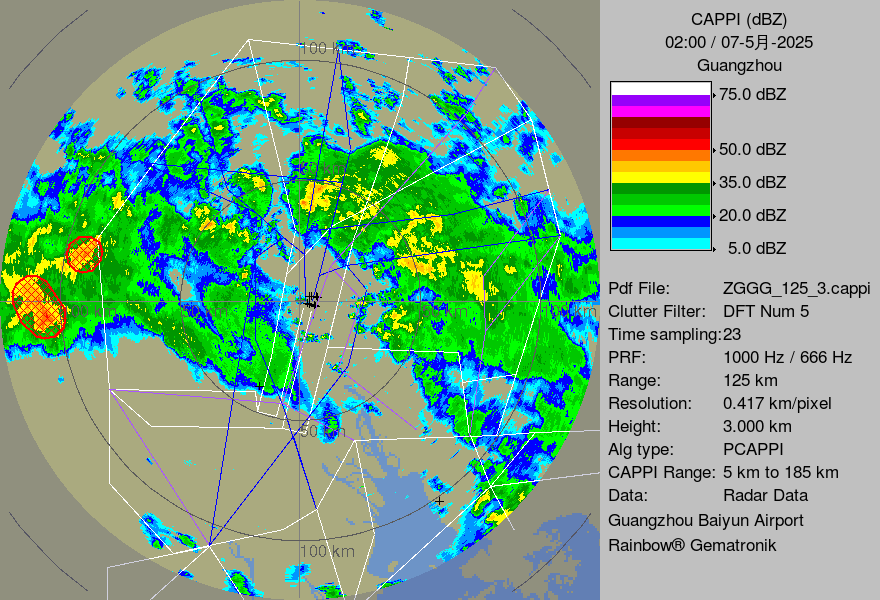 CAPPI (dBZ)
02:00 / 07-5月-2025
Guangzhou
75.0 dBZ
50.0 dBZ
35.0 dBZ
20.0 dBZ
5.0 dBZ
Pdf File: ZGGG_125_3.cappi
Clutter Filter: DFT Num 5
Time sampling:23
PRF: 1000 Hz / 666 Hz
Range: 125 km
Resolution: 0.417 km/pixel
Height: 3.000 km
Alg type: PCAPPI
CAPPI Range: 5 km to 185 km
Data: Radar Data
Guangzhou Baiyun Airport
Rainbow® Gematronik
100 k
50 km
100 km